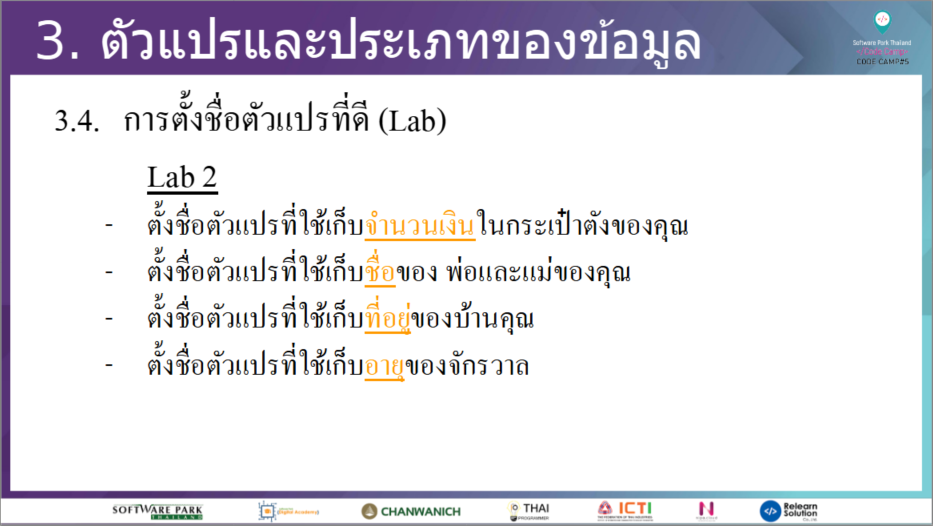 3. ตัวแปรและประเภทของข้อมูล
Software Park Thailand
CODE CAMP#5
3.4. การตั้งชื่อตัวแปรที่ดี (Lab)
Lab 2
- ตั้งชื่อตัวแปรที่ใช้เก็บจำนวนเงินในกระเป๋าตังของคุณ
- ตั้งชื่อตัวแปรที่ใช้เก็บชื่อของ พ่อและแม่ของคุณ
- ตั้งชื่อตัวแปรที่ใช้เก็บที่อยู่ของบ้านคุณ
- ตั้งชื่อตัวแปรที่ใช้เก็บอายุของจักรวาล
SOFTWARE PARK
THAILAND
Digital Academy
CHANWANICH
THAI
PROGRAMMER
ICTI
Relearn
Solution
Co., Ltd.